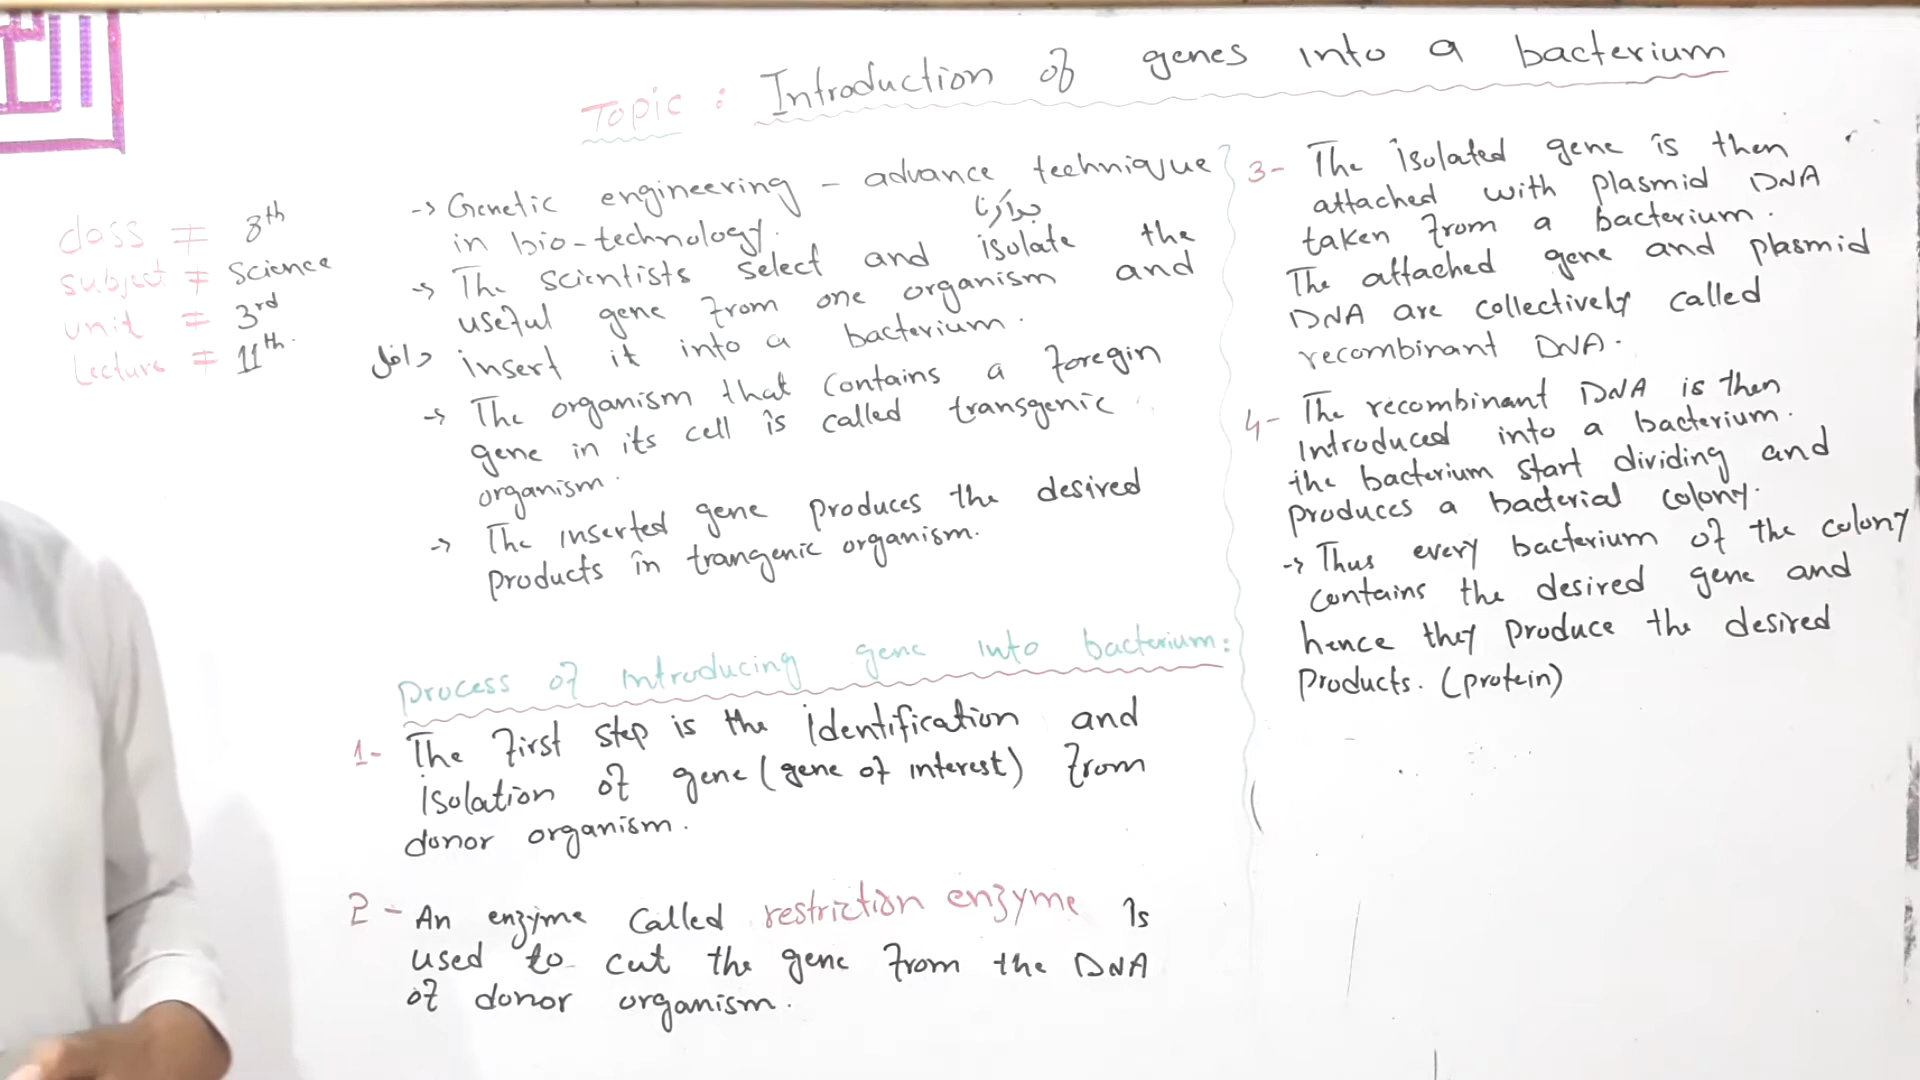 Topic : Introduction of genes into a bacterium
class = 8th
subject = Science
unit = 3rd
Lecture = 11th.
-> Genetic engineering - advance technique
in bio-technology.
جدا کرنا
-> The scientists select and isolate the
useful gene from one organism and
داخل insert it into a bacterium.
-> The organism that contains a foregin
gene in its cell is called transgenic
organism.
-> The inserted gene produces the desired
products in trangenic organism.
Process of introducing gene into bacterium:
1- The first step is the identification and
isolation of gene (gene of interest) from
donor organism.
2- An enzyme called restriction enzyme is
used to cut the gene from the DNA
of donor organism.
3- The isolated gene is then
attached with plasmid DNA
taken from a bacterium.
The attached gene and plasmid
DNA are collectively called
recombinant DNA.
4- The recombinant DNA is then
Introduced into a bacterium.
the bacterium start dividing and
produces a bacterial colony.
-> Thus every bacterium of the colony
contains the desired gene and
hence they produce the desired
products. (protein)